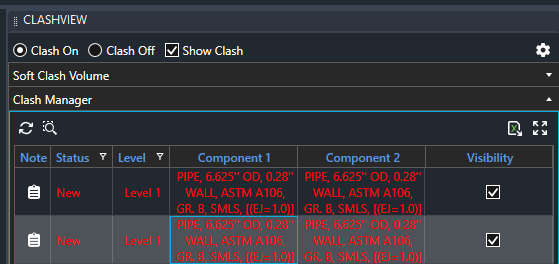 CLASHVIEW
Clash On Clash Off Show Clash
Soft Clash Volume
Clash Manager
Note Status Level Component 1 Component 2 Visibility
New Level 1 PIPE, 6.625" OD, 0.28" WALL, ASTM A106, GR. B, SMLS, [(EJ=1.0)] PIPE, 6.625" OD, 0.28" WALL, ASTM A106, GR. B, SMLS, [(EJ=1.0)]
New Level 1 PIPE, 6.625" OD, 0.28" WALL, ASTM A106, GR. B, SMLS, [(EJ=1.0)] PIPE, 6.625" OD, 0.28" WALL, ASTM A106, GR. B, SMLS, [(EJ=1.0)]